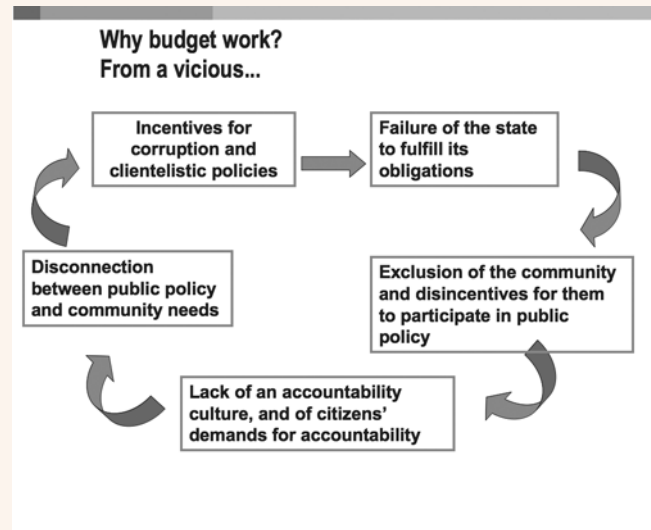 Why budget work?
From a vicious...
Incentives for
corruption and
clientelistic policies
Failure of the state
to fulfill its
obligations
Exclusion of the community
and disincentives for them
to participate in public
policy
Lack of an accountability
culture, and of citizens’
demands for accountability
Disconnection
between public policy
and community needs